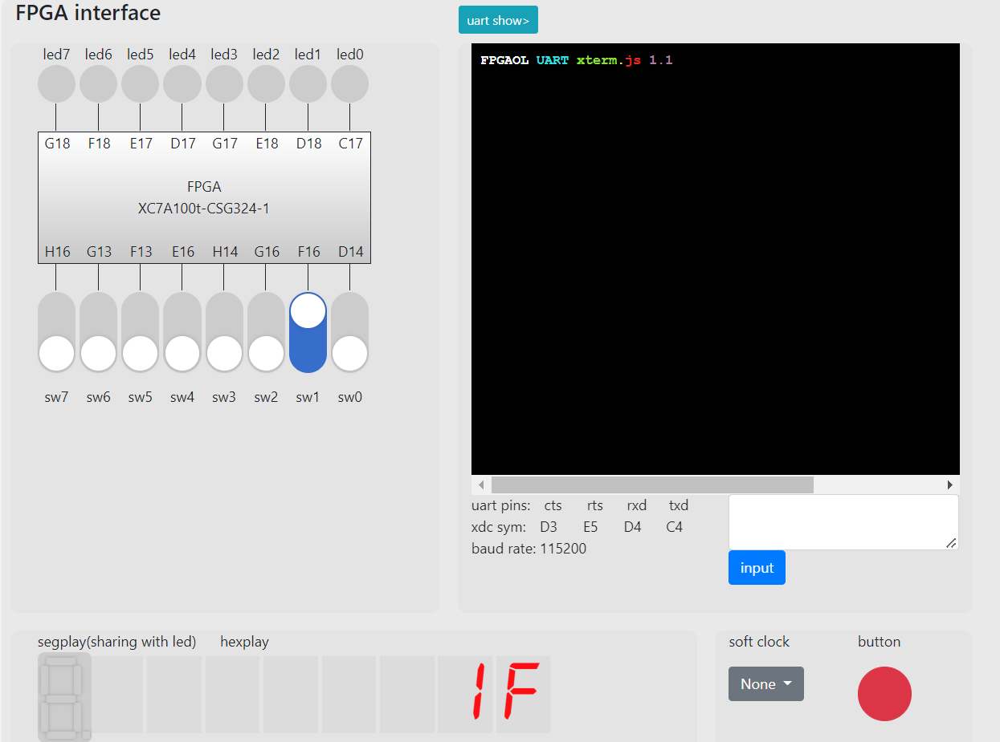 FPGA interface
uart show>
led7 led6 led5 led4 led3 led2 led1 led0
G18 F18 E17 D17 G17 E18 D18 C17
FPGA
XC7A100t-CSG324-1
H16 G13 F13 E16 H14 G16 F16 D14
sw7 sw6 sw5 sw4 sw3 sw2 sw1 sw0
FPGAOL UART xterm.js 1.1
uart pins: cts rts rxd txd
xdc sym: D3 E5 D4 C4
baud rate: 115200
input
segplay(sharing with led) hexplay
1F
soft clock button
None